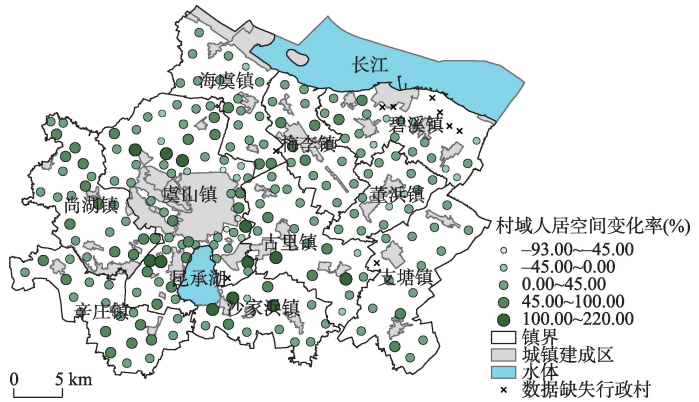 长江
海虞镇
碧溪镇
梅李镇
虞山镇
董浜镇
尚湖镇
古里镇
支塘镇
昆承湖
辛庄镇
沙家浜镇
村域人居空间变化率(%)
−93.00~−45.00
−45.00~0.00
0.00~45.00
45.00~100.00
100.00~220.00
镇界
城镇建成区
水体
数据缺失行政村
0 5 km